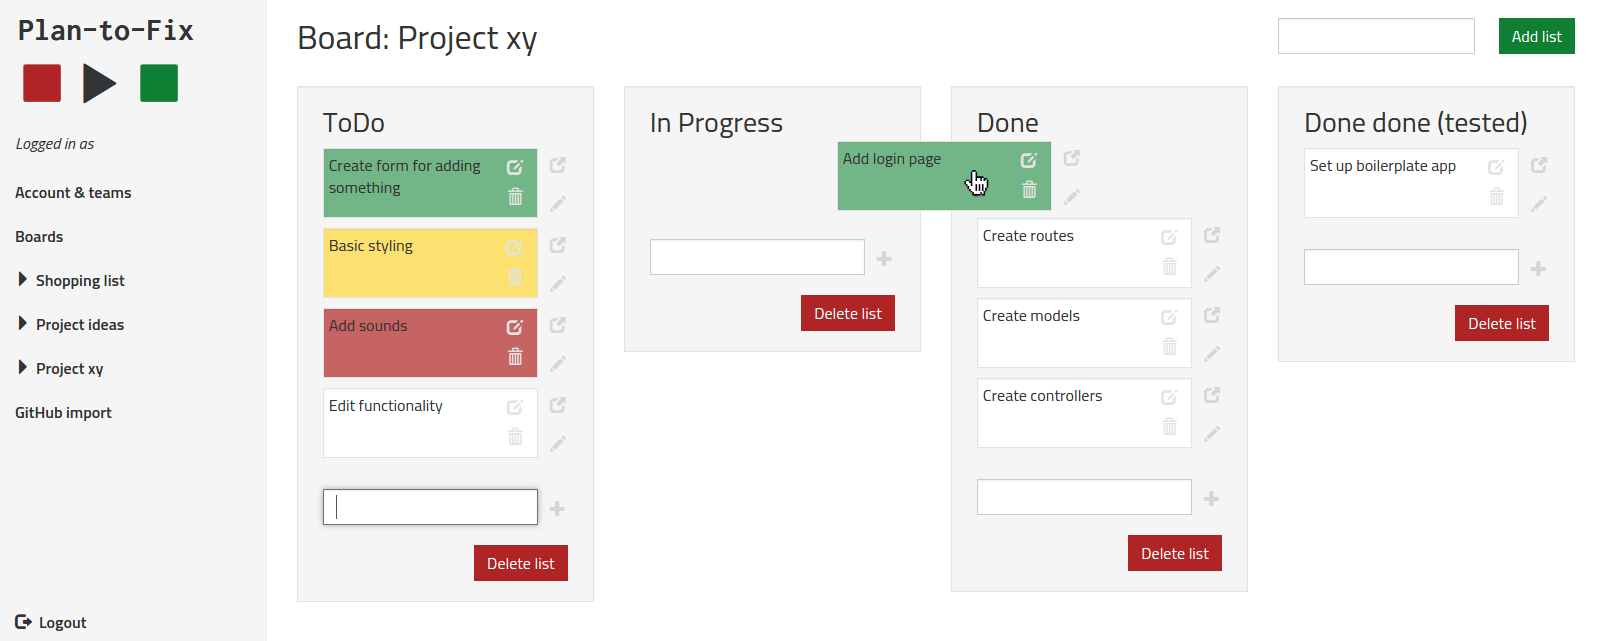 Plan-to-Fix
Logged in as
Account & teams
Boards
Shopping list
Project ideas
Project xy
GitHub import
Logout
Board: Project xy
Add list
ToDo
Create form for adding
something
Basic styling
Add sounds
Edit functionality
Delete list
In Progress
Add login page
Delete list
Done
Create routes
Create models
Create controllers
Delete list
Done done (tested)
Set up boilerplate app
Delete list